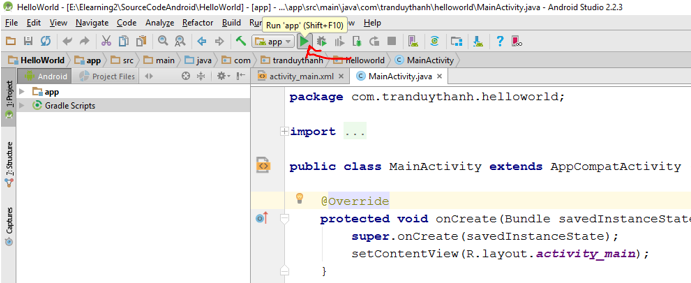 HelloWorld - [E:\Elearning2\SourceCodeAndroid\HelloWorld] - [app] - ...\app\src\main\java\com\tranduythanh\helloworld\MainActivity.java - Android Studio 2.2.3
File Edit View Navigate Code Analyze Refactor Build R
Run 'app' (Shift+F10)
app
HelloWorld app src main java com tranduythanh helloworld MainActivity
Android Project Files
activity_main.xml MainActivity.java
1: Project
app
Gradle Scripts
2: Structure
Captures
package com.tranduythanh.helloworld;
import ...
public class MainActivity extends AppCompatActivity
@Override
protected void onCreate(Bundle savedInstanceState
super.onCreate(savedInstanceState);
setContentView(R.layout.activity_main);
}